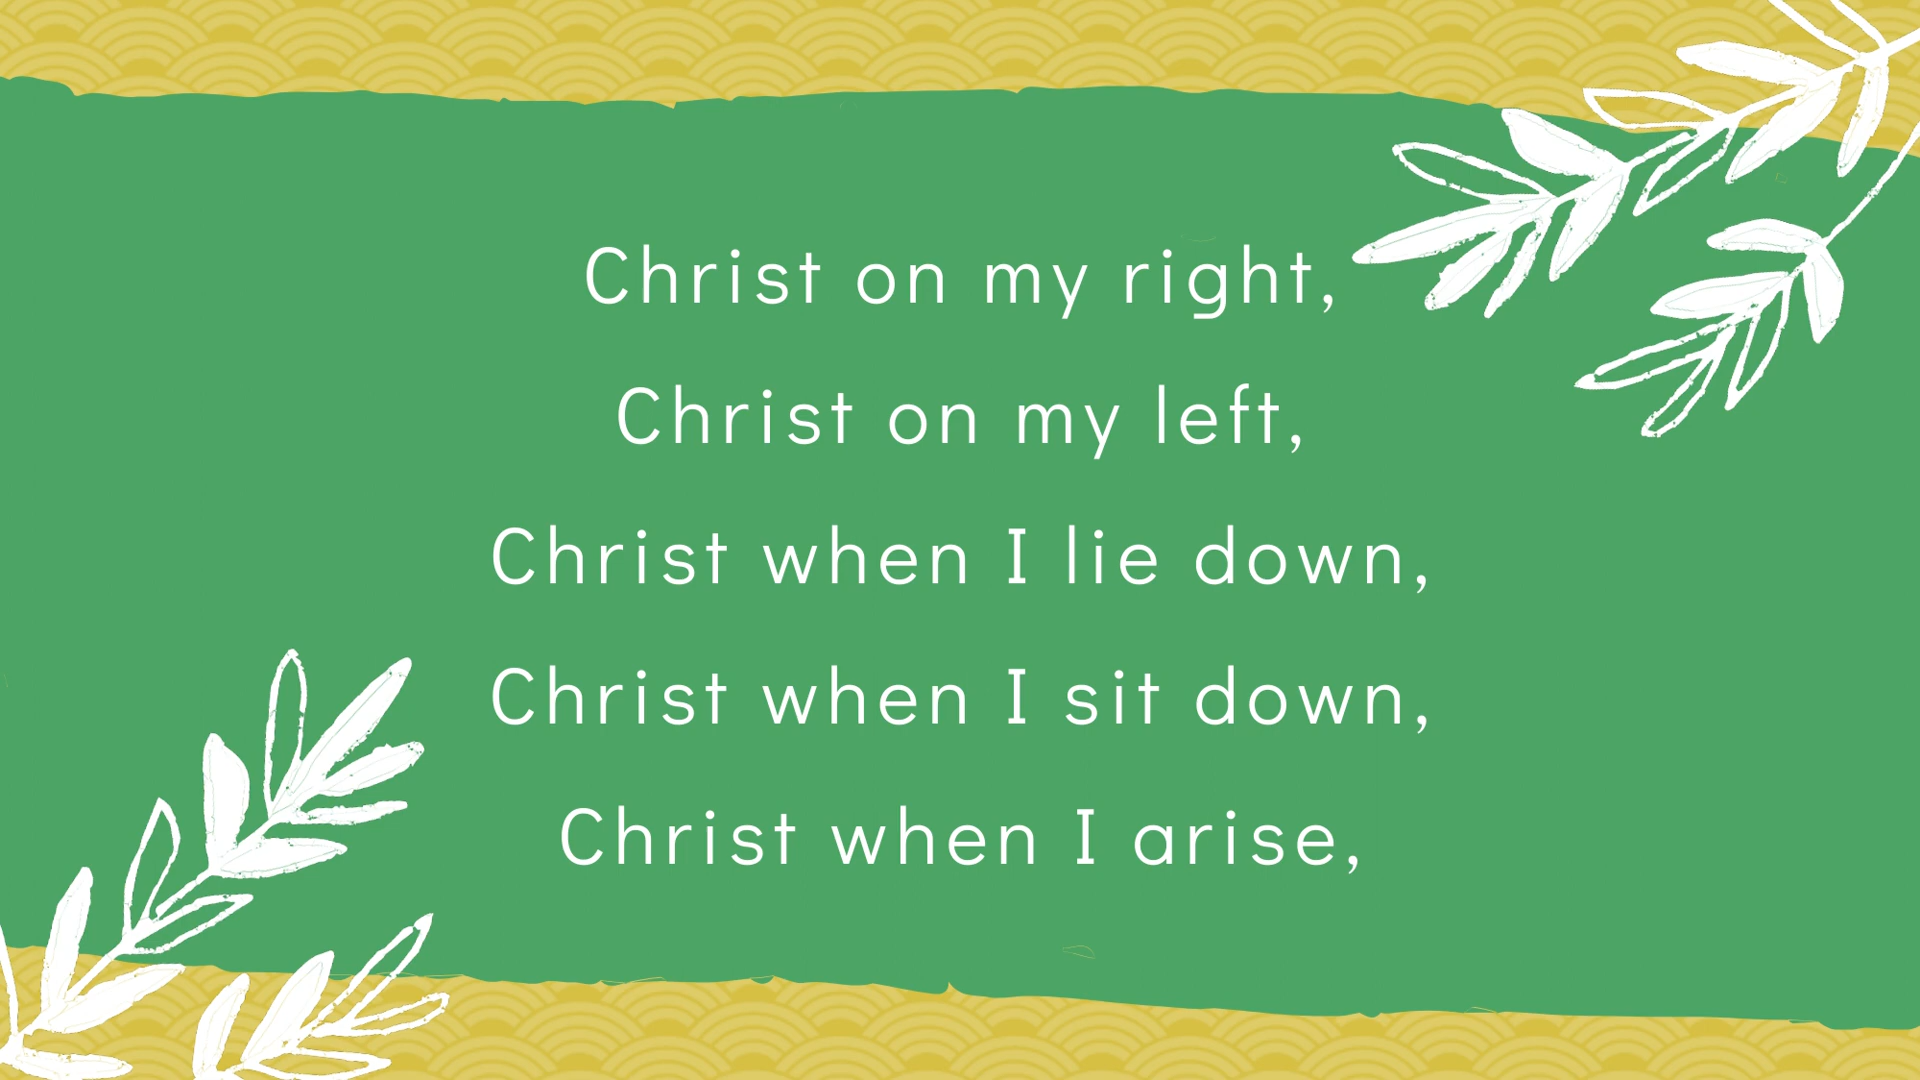 Christ on my right,
Christ on my left,
Christ when I lie down,
Christ when I sit down,
Christ when I arise,